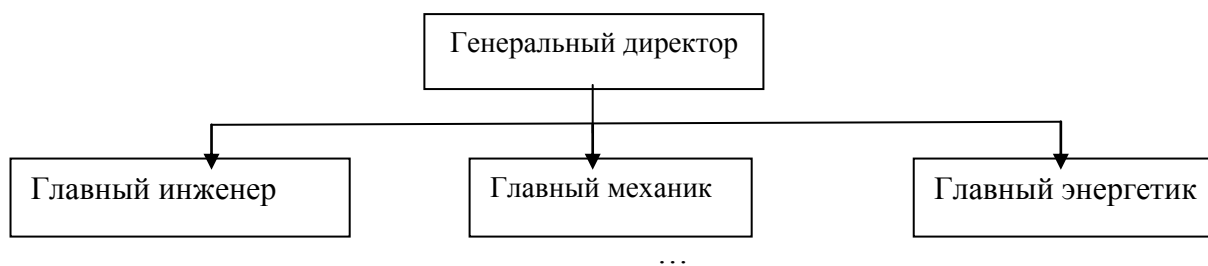 Генеральный директор
Главный инженер
Главный механик
Главный энергетик
…